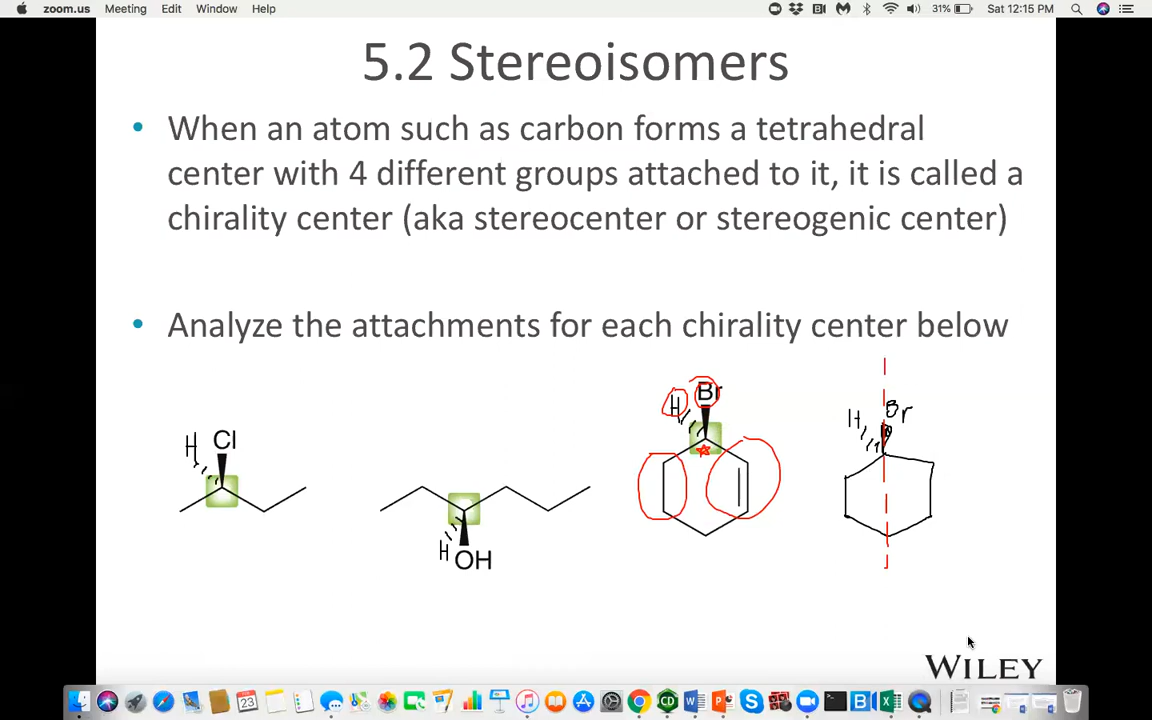 zoom.us Meeting Edit Window Help 31% Sat 12:15 PM
5.2 Stereoisomers
• When an atom such as carbon forms a tetrahedral
center with 4 different groups attached to it, it is called a
chirality center (aka stereocenter or stereogenic center)
• Analyze the attachments for each chirality center below
H Cl
H OH
H Br
H Br
WILEY
23